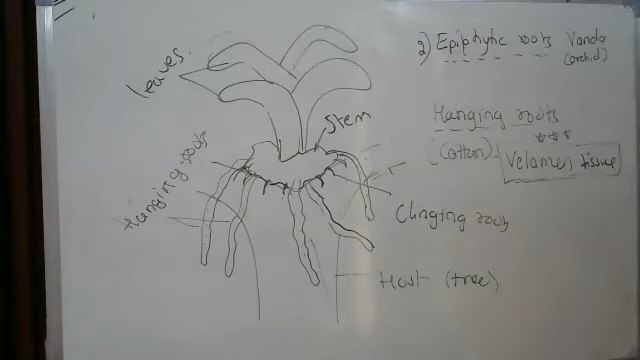 2) Epiphytic roots Vanda
(orchid)
leaves
Stem
Hanging roots
Hanging roots
(Cotton) - Velamen tissue
Clinging roots
Host (tree)